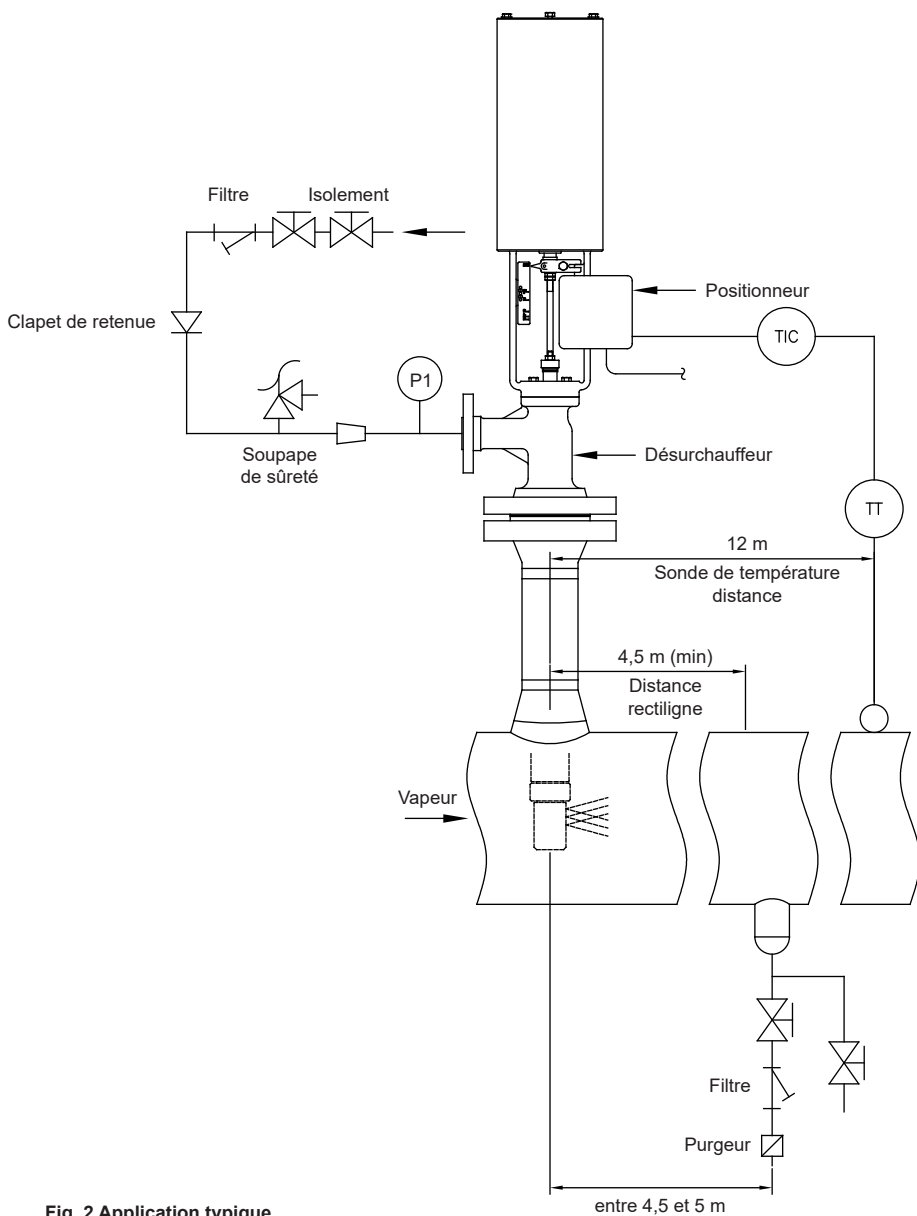 Filtre
Isolement
Clapet de retenue
Positionneur
TIC
P1
Soupape
de sûreté
Désurchauffeur
TT
12 m
Sonde de température
distance
4,5 m (min)
Distance
rectiligne
Vapeur
Filtre
Purgeur
entre 4,5 et 5 m
Fig. 2 Application typique